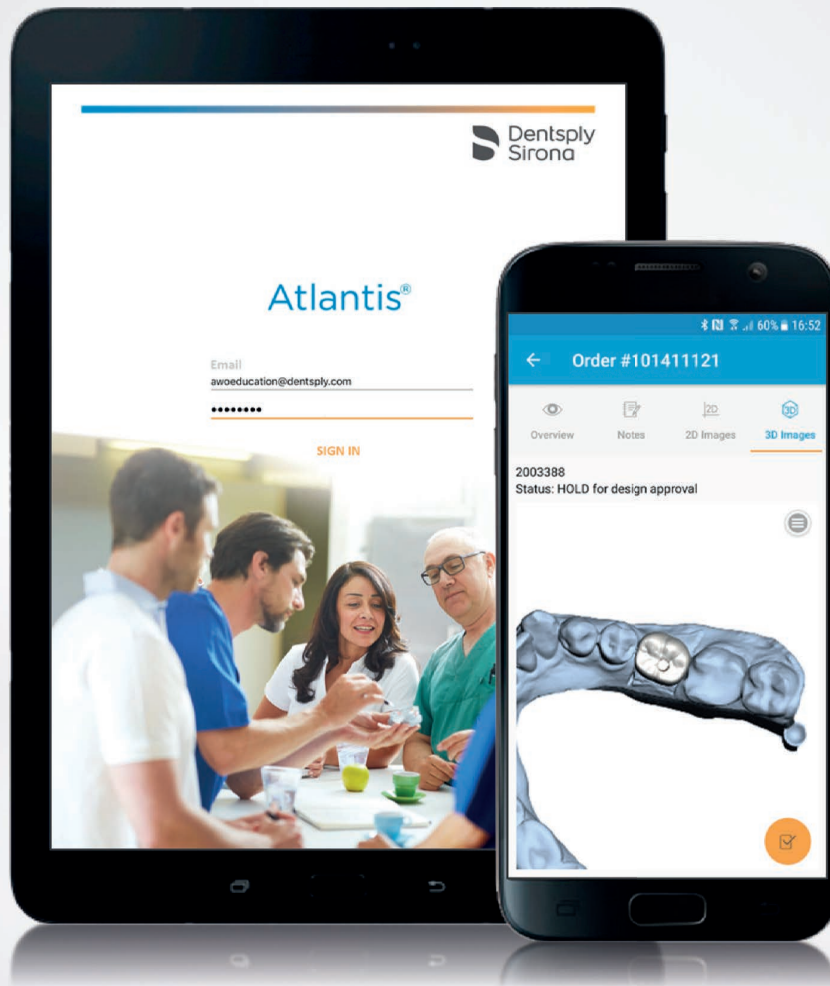 Dentsply
Sirona
Atlantis®
Email
awoeducation@dentsply.com
••••••••
SIGN IN
60% 16:52
Order #101411121
Overview
Notes
2D
2D Images
3D
3D Images
2003388
Status: HOLD for design approval